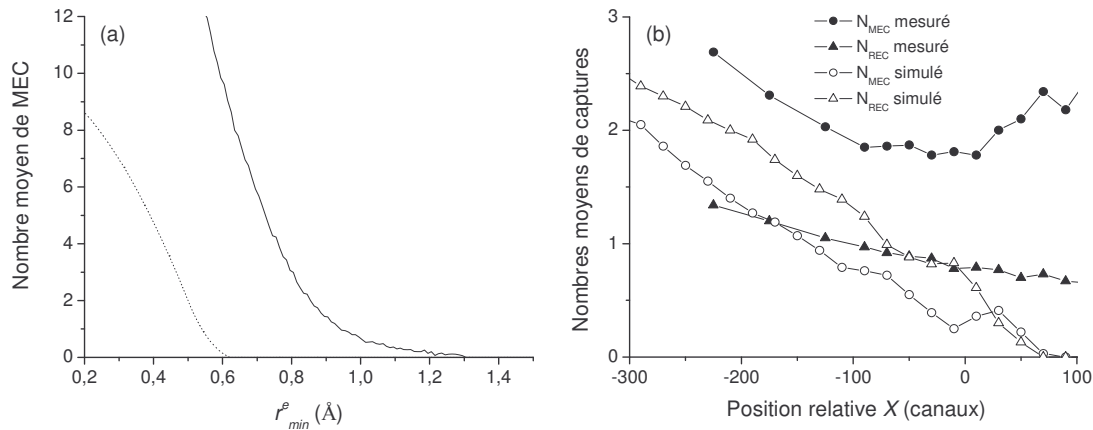 (a)
Nombre moyen de MEC
12
10
8
6
4
2
0
0,2 0,4 0,6 0,8 1,0 1,2 1,4
r^e_min (Å)
(b)
N_MEC mesuré
N_REC mesuré
N_MEC simulé
N_REC simulé
Nombres moyens de captures
3
2
1
0
-300 -200 -100 0 100
Position relative X (canaux)